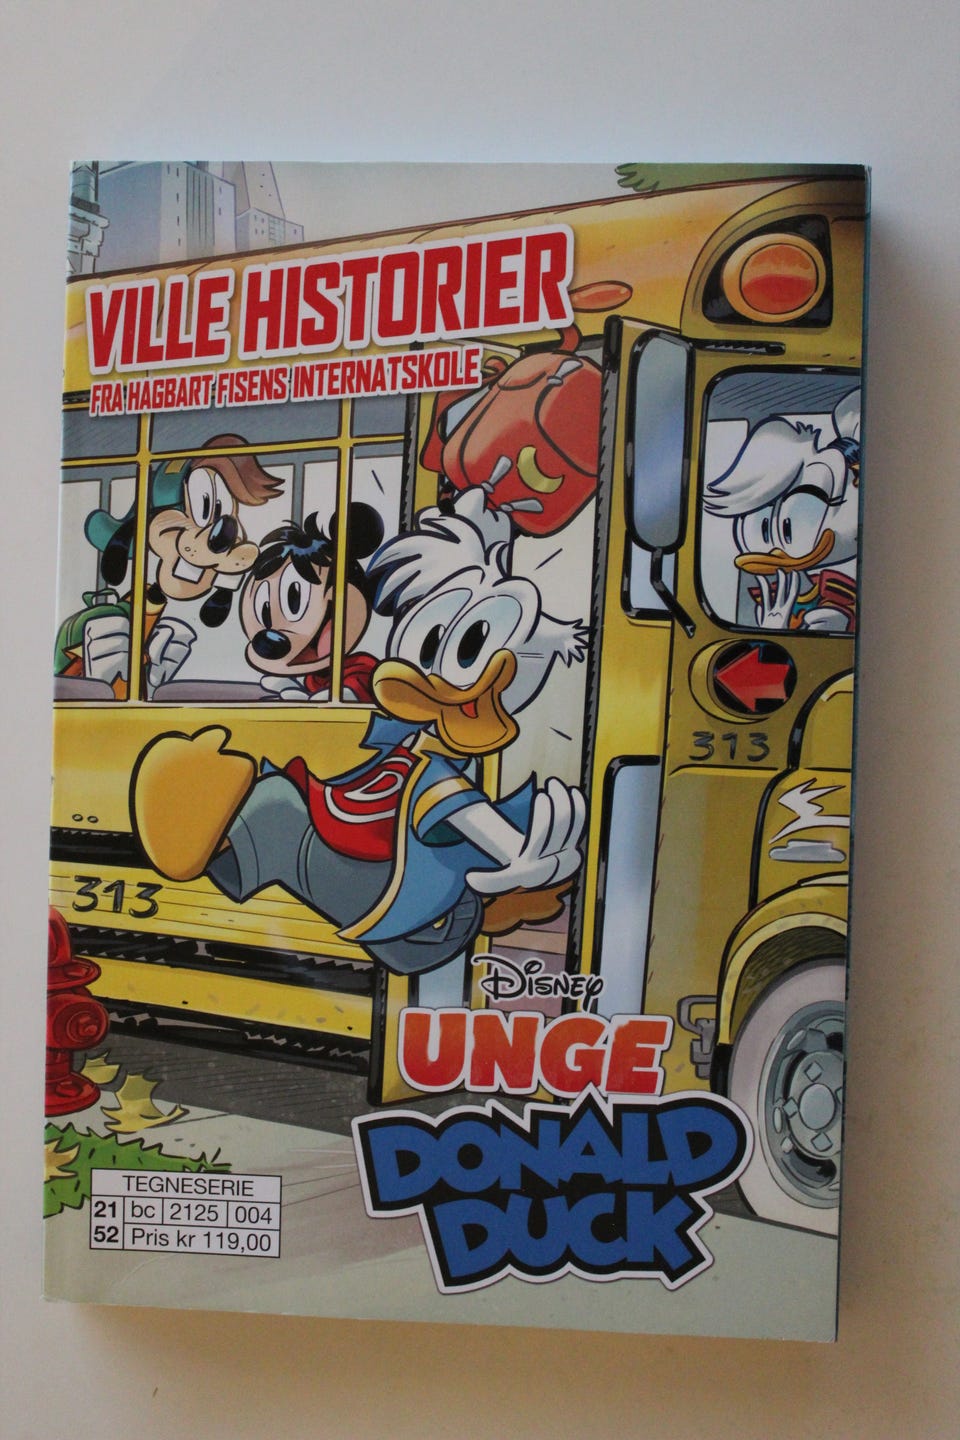 VILLE HISTORIER
FRA HAGBART FISENS INTERNATSKOLE
313
313
DISNEY
UNGE
DONALD
DUCK
TEGNESERIE
21 bc 2125 004
52 Pris kr 119,00